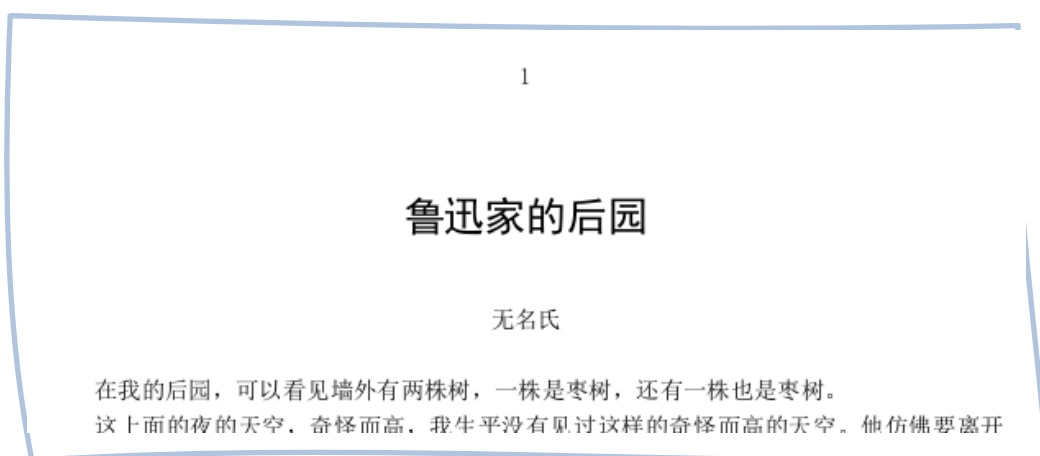 1
鲁迅家的后园
无名氏
在我的后园，可以看见墙外有两株树，一株是枣树，还有一株也是枣树。
这上面的夜的天空，奇怪而高，我生平没有见过这样的奇怪而高的天空。他仿佛要离开